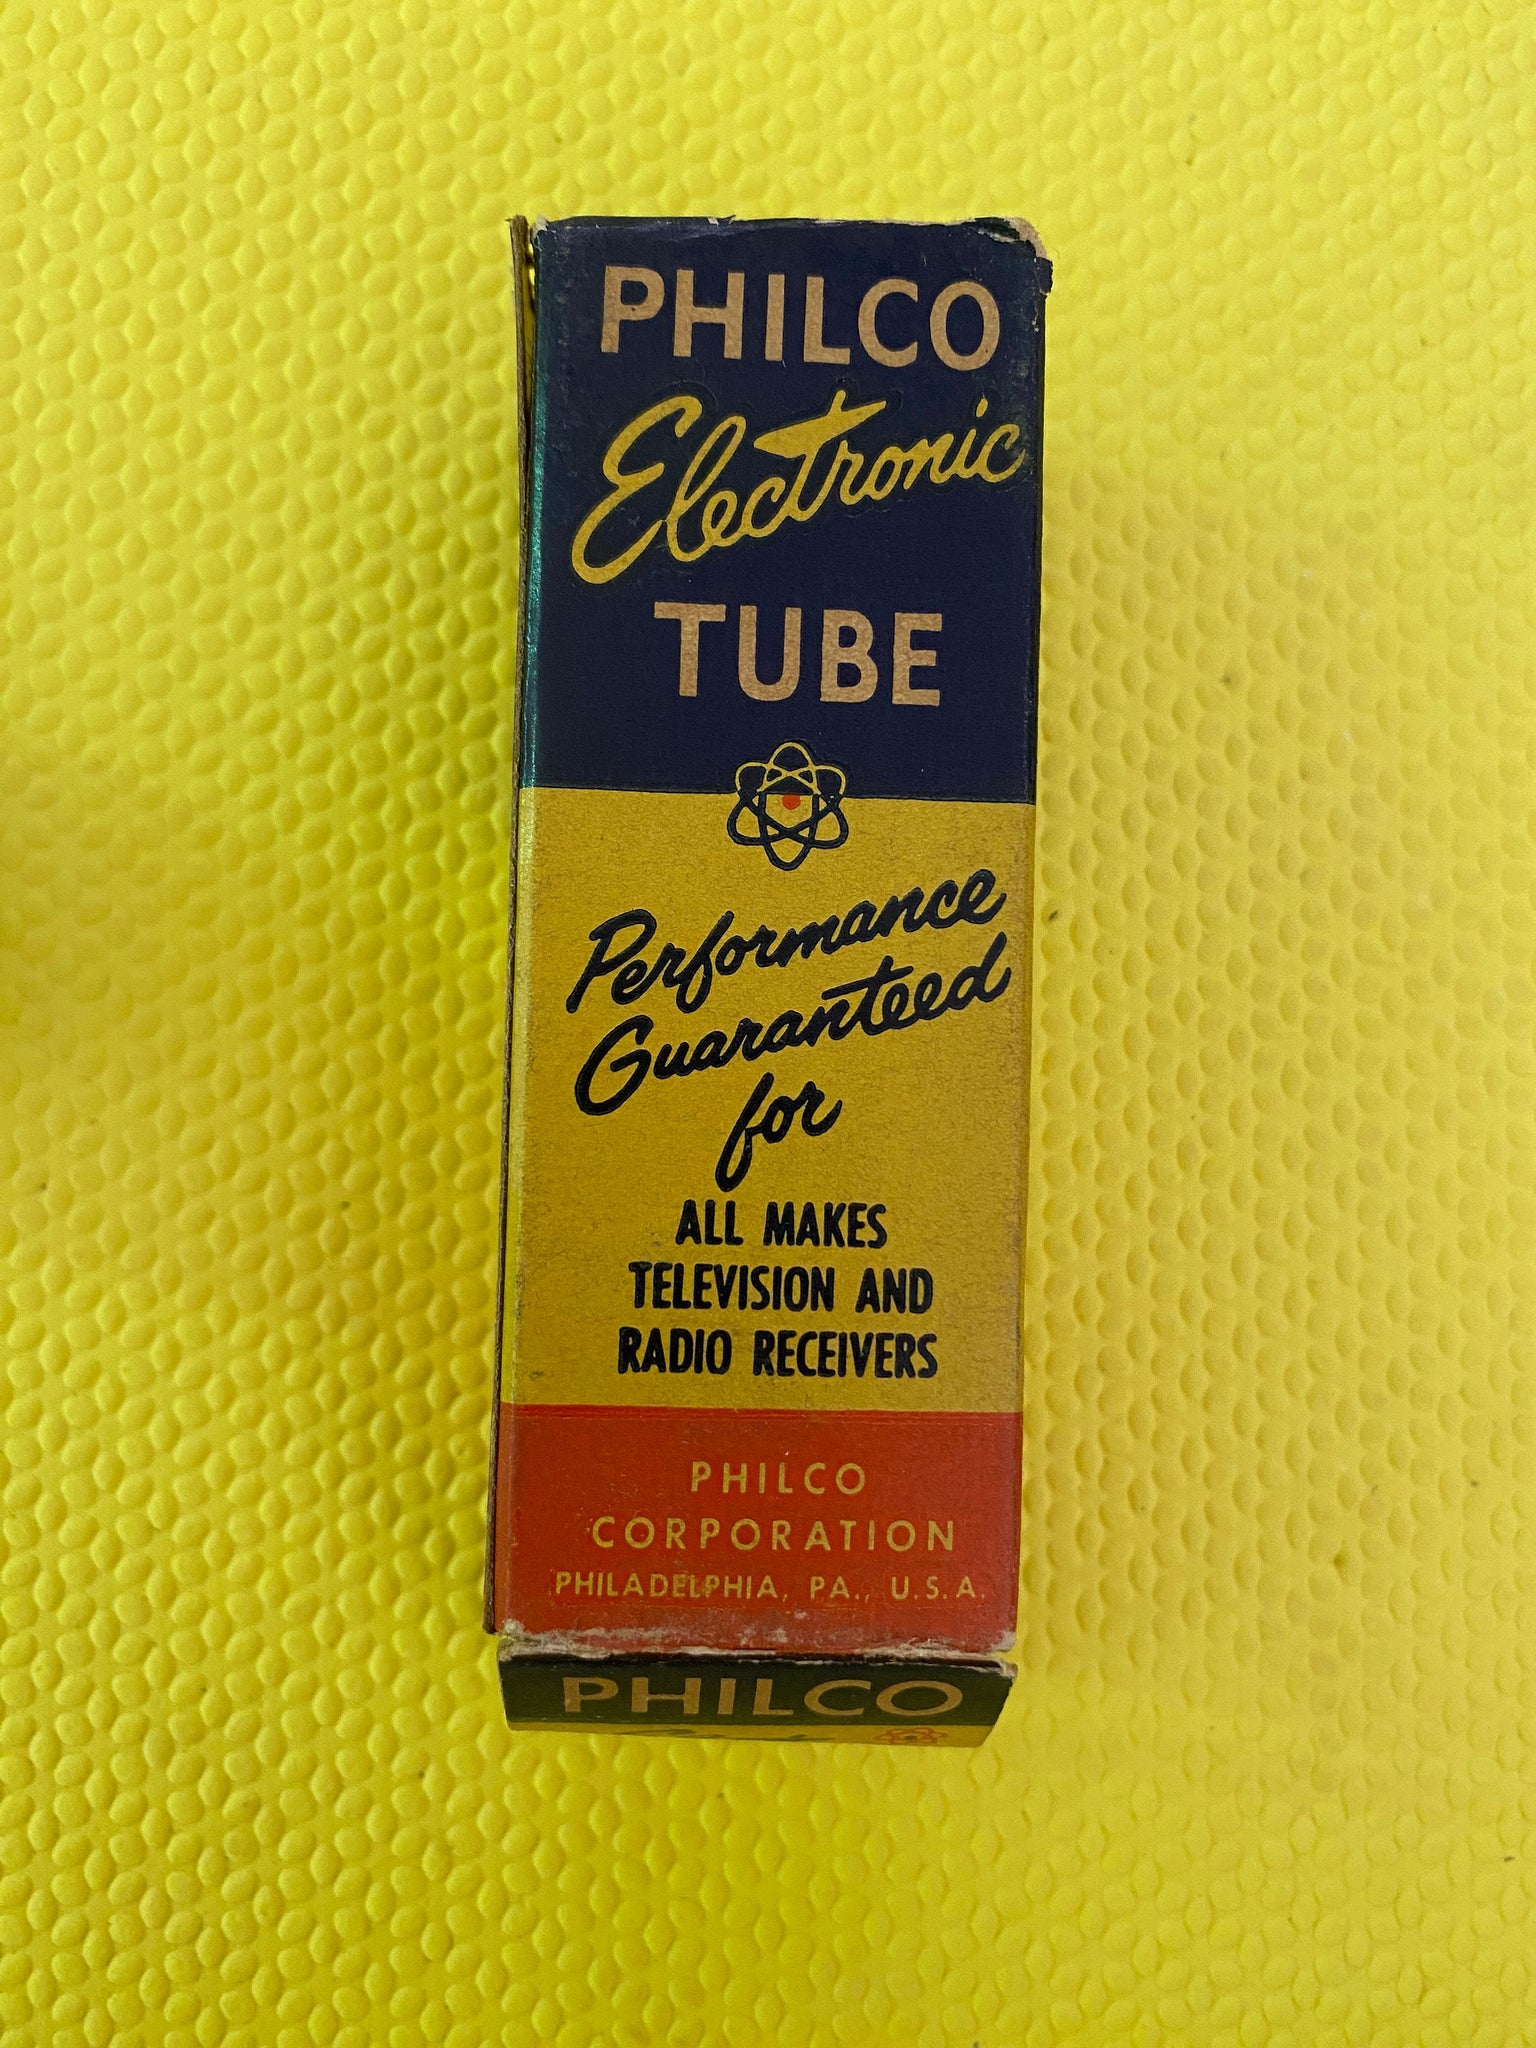 PHILCO
Electronic
TUBE
Performance
Guaranteed
for
ALL MAKES
TELEVISION AND
RADIO RECEIVERS
PHILCO
CORPORATION
PHILADELPHIA, PA., U.S.A.
PHILCO